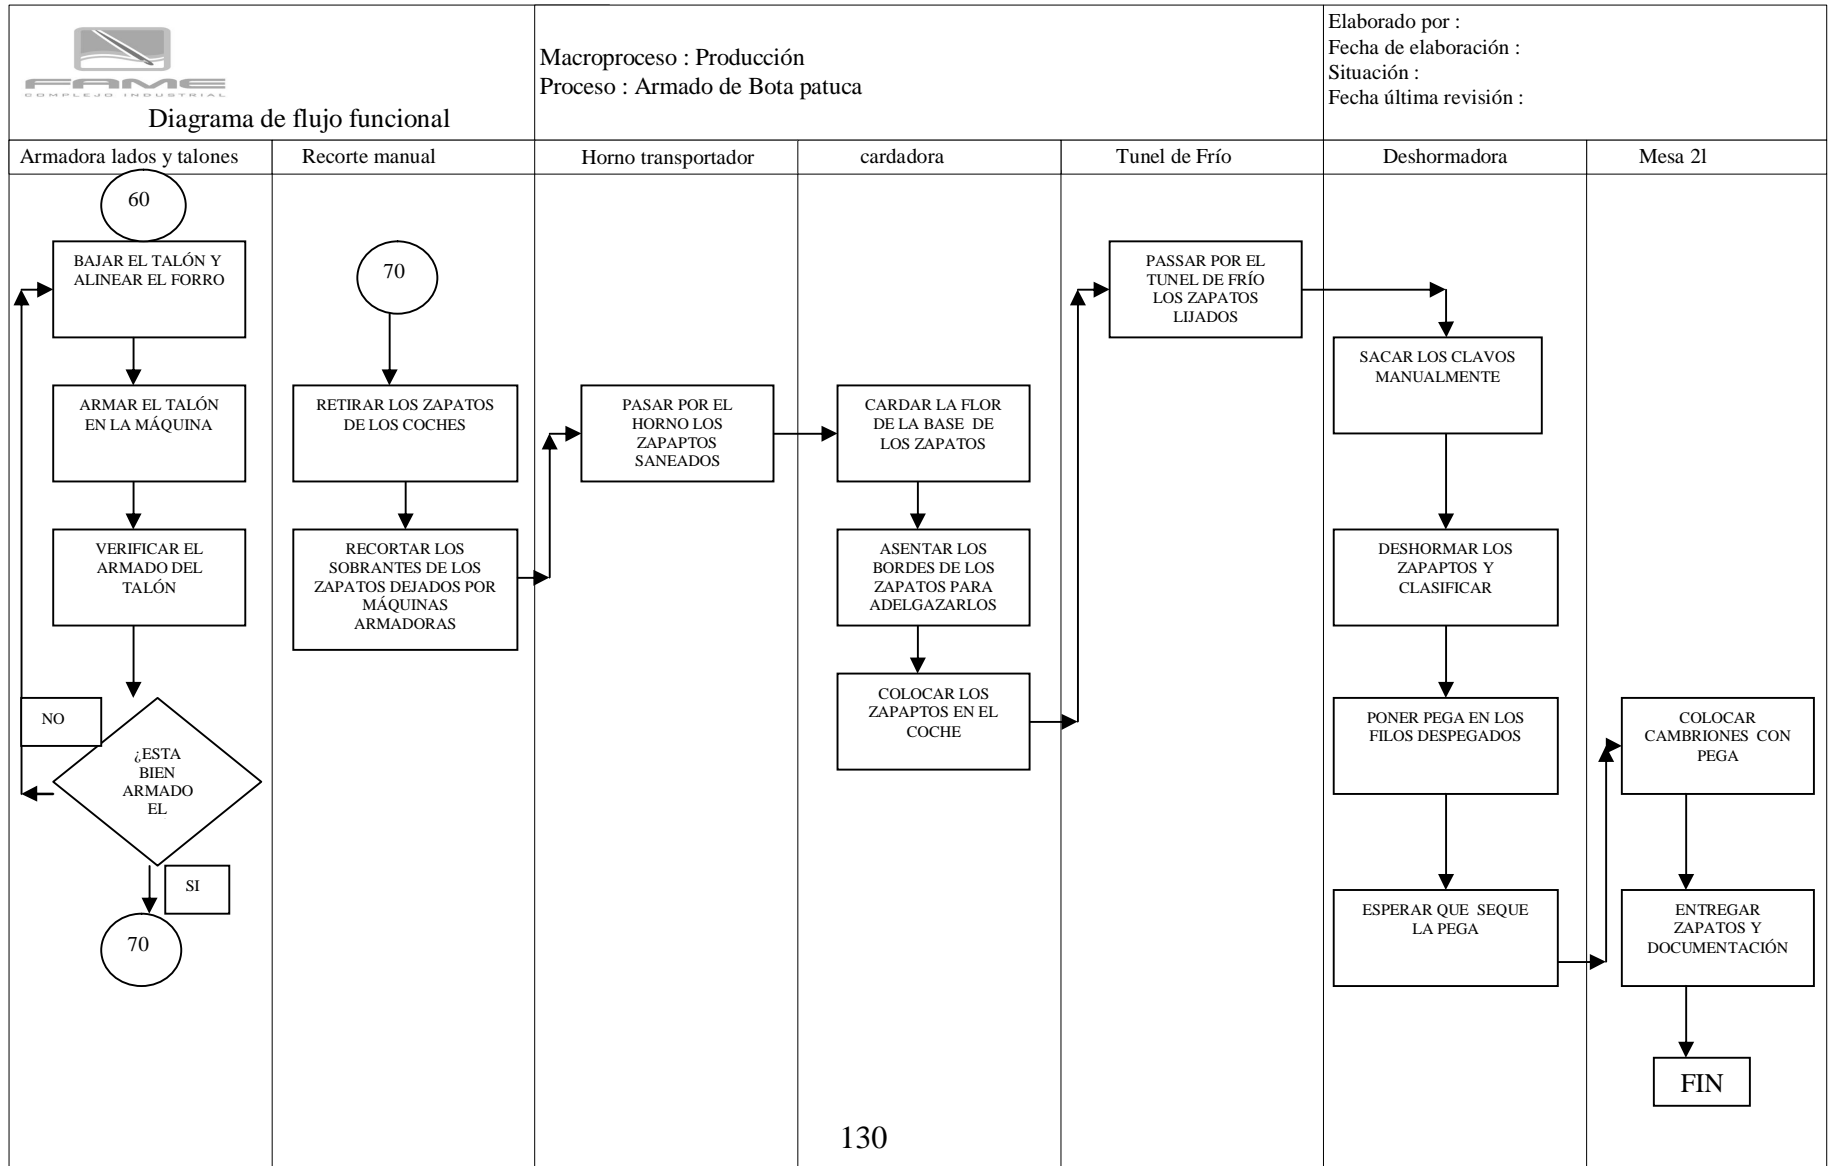 FAME
COMPLEJO INDUSTRIAL
Diagrama de flujo funcional
Macroproceso : Producción
Proceso : Armado de Bota patuca
Elaborado por :
Fecha de elaboración :
Situación :
Fecha última revisión :
Armadora lados y talones
Recorte manual
Horno transportador
cardadora
Tunel de Frío
Deshormadora
Mesa 2l
60
BAJAR EL TALÓN Y
ALINEAR EL FORRO
ARMAR EL TALÓN
EN LA MÁQUINA
VERIFICAR EL
ARMADO DEL
TALÓN
NO
¿ESTA
BIEN
ARMADO
EL
SI
70
70
RETIRAR LOS ZAPATOS
DE LOS COCHES
RECORTAR LOS
SOBRANTES DE LOS
ZAPATOS DEJADOS POR
MÁQUINAS
ARMADORAS
PASAR POR EL
HORNO LOS
ZAPAPTOS
SANEADOS
CARDAR LA FLOR
DE LA BASE DE
LOS ZAPATOS
ASENTAR LOS
BORDES DE LOS
ZAPATOS PARA
ADELGAZARLOS
COLOCAR LOS
ZAPAPTOS EN EL
COCHE
PASSAR POR EL
TUNEL DE FRÍO
LOS ZAPATOS
LIJADOS
SACAR LOS CLAVOS
MANUALMENTE
DESHORMAR LOS
ZAPAPTOS Y
CLASIFICAR
PONER PEGA EN LOS
FILOS DESPEGADOS
ESPERAR QUE SEQUE
LA PEGA
COLOCAR
CAMBRIONES CON
PEGA
ENTREGAR
ZAPATOS Y
DOCUMENTACIÓN
FIN
130